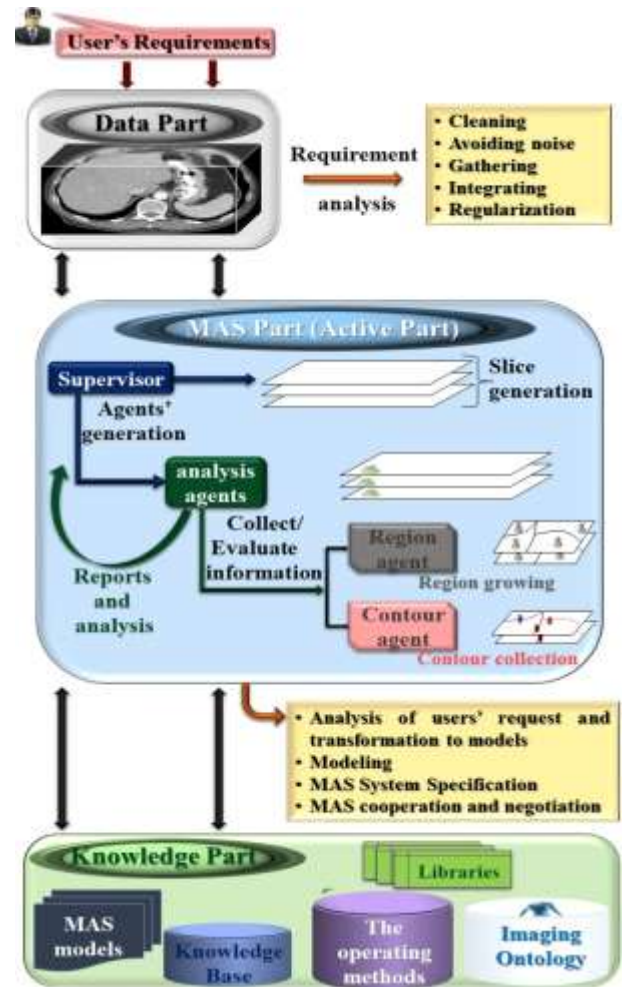 User's Requirements
Data Part
Requirement
analysis
• Cleaning
• Avoiding noise
• Gathering
• Integrating
• Regularization
MAS Part (Active Part)
Supervisor
Slice
generation
Agents'
generation
analysis
agents
Collect/
Evaluate
information
Region
agent
Region growing
Reports
and
analysis
Contour
agent
Contour collection
• Analysis of users' request and
transformation to models
• Modeling
• MAS System Specification
• MAS cooperation and negotiation
Knowledge Part
Libraries
MAS
models
Knowledge
Base
The
operating
methods
Imaging
Ontology